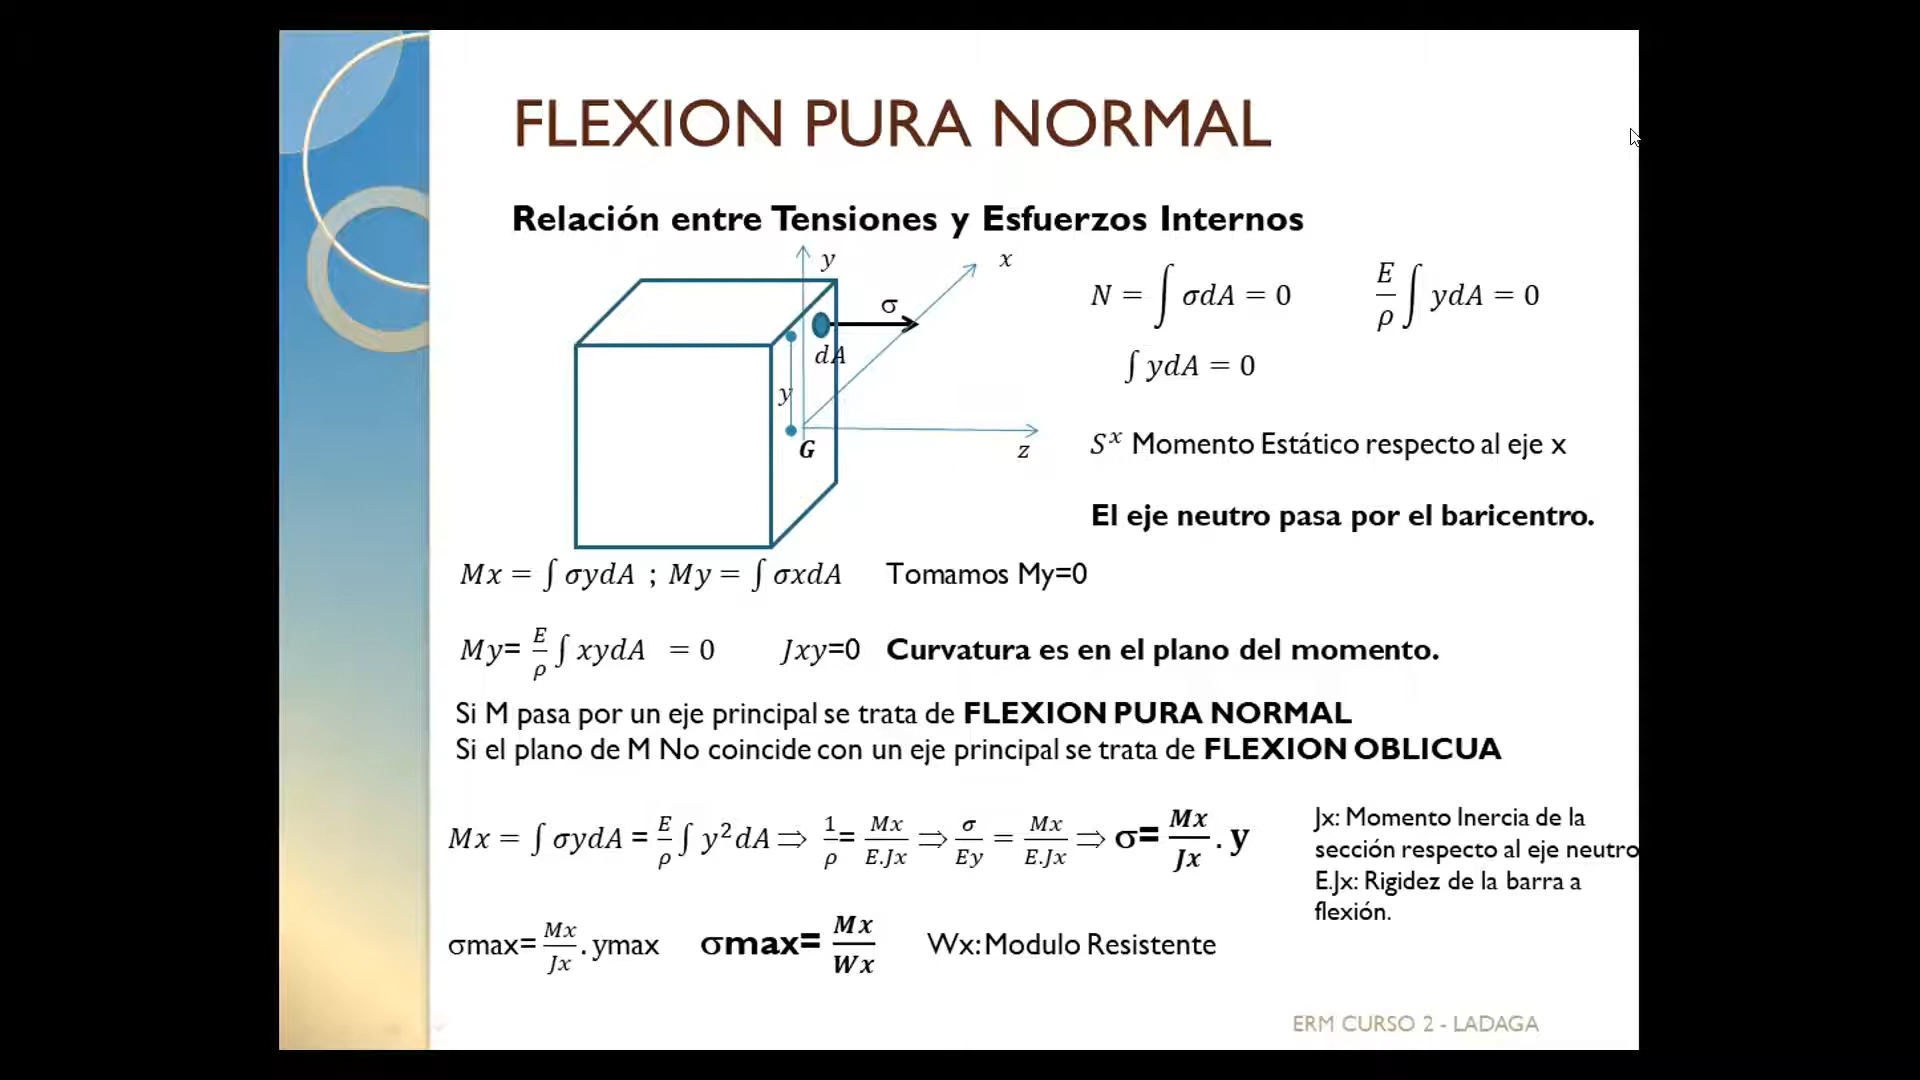 FLEXION PURA NORMAL
Relación entre Tensiones y Esfuerzos Internos
y
x
σ
dA
y
G
z
N = ∫ σdA = 0
E/ρ ∫ ydA = 0
∫ ydA = 0
Sˣ Momento Estático respecto al eje x
El eje neutro pasa por el baricentro.
Mx = ∫ σydA ; My = ∫ σxdA Tomamos My=0
My= E/ρ ∫ xydA = 0 Jxy=0 Curvatura es en el plano del momento.
Si M pasa por un eje principal se trata de FLEXION PURA NORMAL
Si el plano de M No coincide con un eje principal se trata de FLEXION OBLICUA
Mx = ∫ σydA = E/ρ ∫ y²dA ⇒ 1/ρ = Mx/E.Jx ⇒ σ/Ey = Mx/E.Jx ⇒ σ= Mx/Jx . y
Jx: Momento Inercia de la
sección respecto al eje neutro
E.Jx: Rigidez de la barra a
flexión.
σmax= Mx/Jx . ymax σmax= Mx/Wx Wx: Modulo Resistente
ERM CURSO 2 - LADAGA